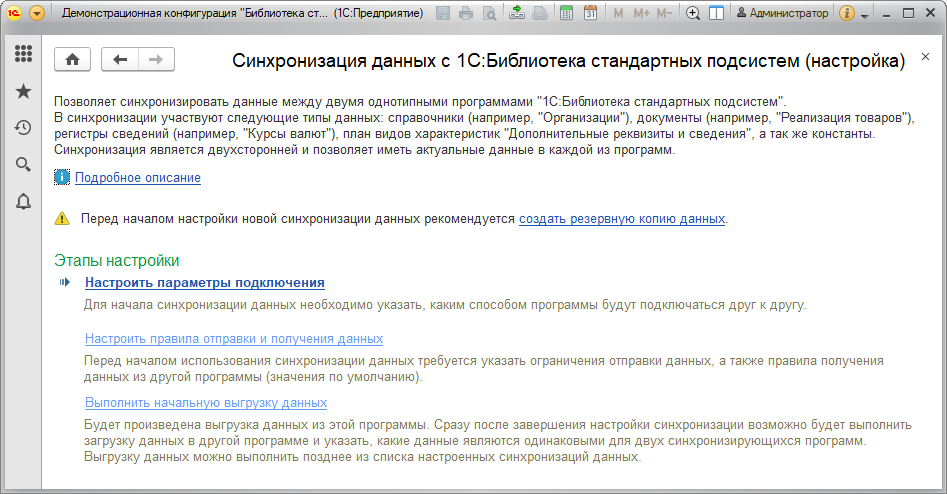 Демонстрационная конфигурация "Библиотека ст... (1С:Предприятие)
31
M M+ M-
Администратор
Синхронизация данных с 1С:Библиотека стандартных подсистем (настройка)
Позволяет синхронизировать данные между двумя однотипными программами "1С:Библиотека стандартных подсистем".
В синхронизации участвуют следующие типы данных: справочники (например, "Организации"), документы (например, "Реализация товаров"),
регистры сведений (например, "Курсы валют"), план видов характеристик "Дополнительные реквизиты и сведения", а так же константы.
Синхронизация является двухсторонней и позволяет иметь актуальные данные в каждой из программ.
Подробное описание
Перед началом настройки новой синхронизации данных рекомендуется создать резервную копию данных.
Этапы настройки
Настроить параметры подключения
Для начала синхронизации данных необходимо указать, каким способом программы будут подключаться друг к другу.
Настроить правила отправки и получения данных
Перед началом использования синхронизации данных требуется указать ограничения отправки данных, а также правила получения
данных из другой программы (значения по умолчанию).
Выполнить начальную выгрузку данных
Будет произведена выгрузка данных из этой программы. Сразу после завершения настройки синхронизации возможно будет выполнить
загрузку данных в другой программе и указать, какие данные являются одинаковыми для двух синхронизирующихся программ.
Выгрузку данных можно выполнить позднее из списка настроенных синхронизаций данных.